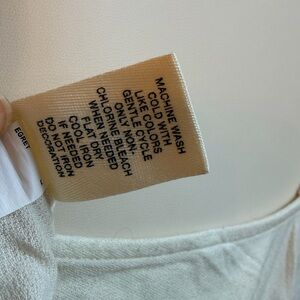 MACHINE WASH
COLD WITH
LIKE COLORS
GENTLE CYCLE
ONLY NON-
CHLORINE BLEACH
WHEN NEEDED
FLAT DRY
COOL IRON
IF NEEDED
DO NOT IRON
DECORATION
EGRET